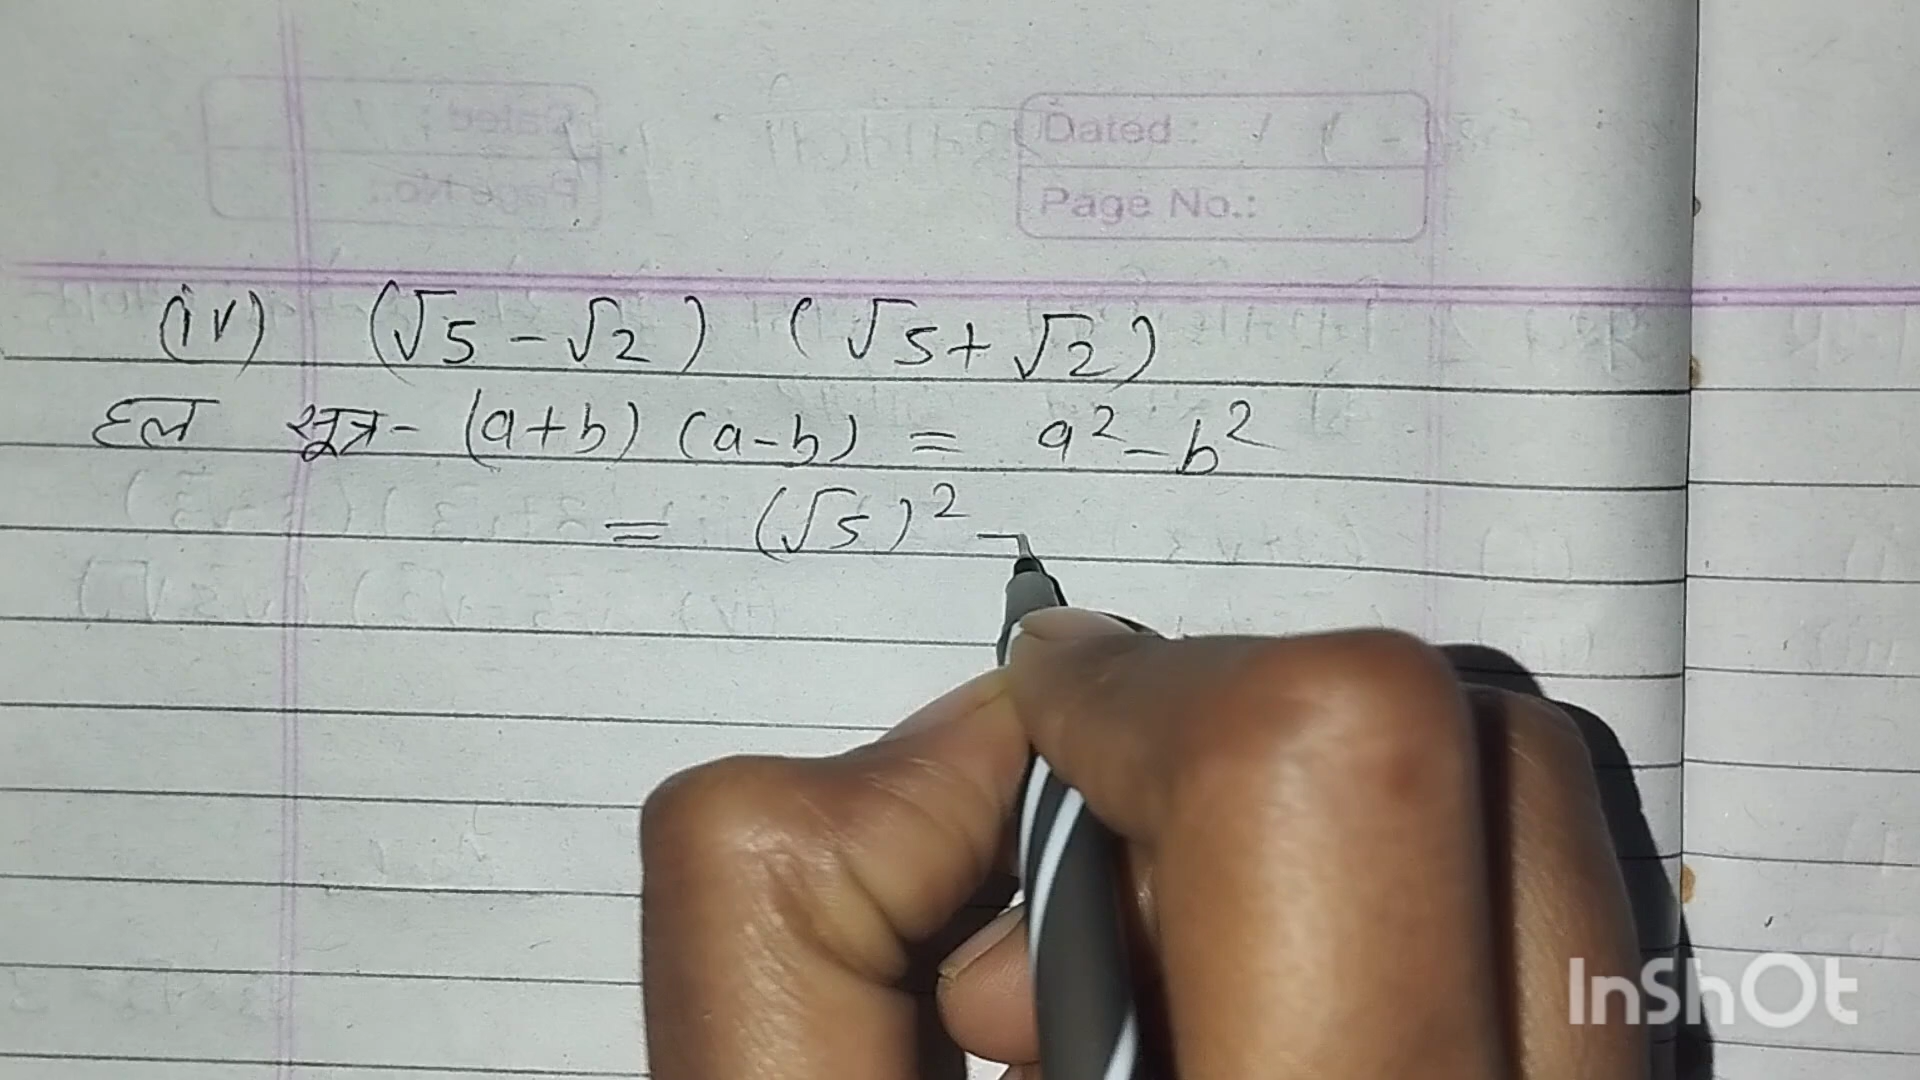 Dated :
Page No.:
(iv) (√5 - √2) (√5 + √2)
हल सूत्र - (a+b) (a-b) = a² - b²
= (√5)² -
InShOt